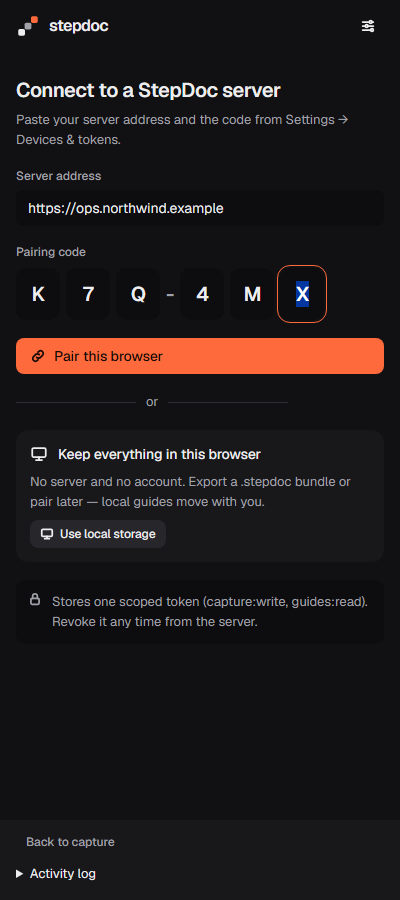 stepdoc
Connect to a StepDoc server
Paste your server address and the code from Settings →
Devices & tokens.
Server address
https://ops.northwind.example
Pairing code
K 7 Q - 4 M X
Pair this browser
or
Keep everything in this browser
No server and no account. Export a .stepdoc bundle or
pair later — local guides move with you.
Use local storage
Stores one scoped token (capture:write, guides:read).
Revoke it any time from the server.
Back to capture
Activity log